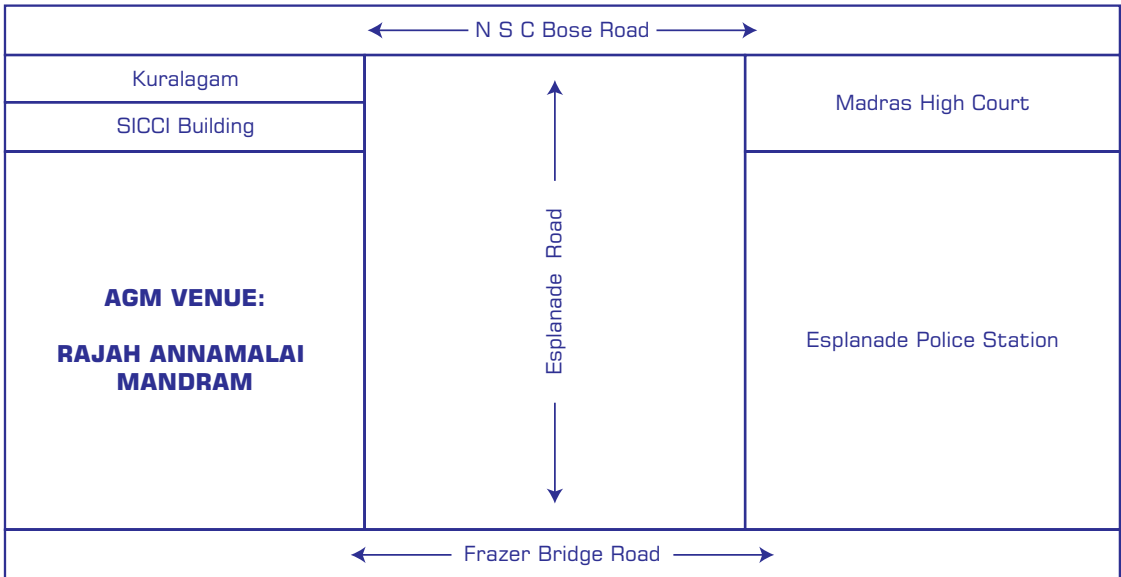 N S C Bose Road
Kuralagam
SICCI Building
AGM VENUE:
RAJAH ANNAMALAI
MANDRAM
Esplanade Road
Madras High Court
Esplanade Police Station
Frazer Bridge Road